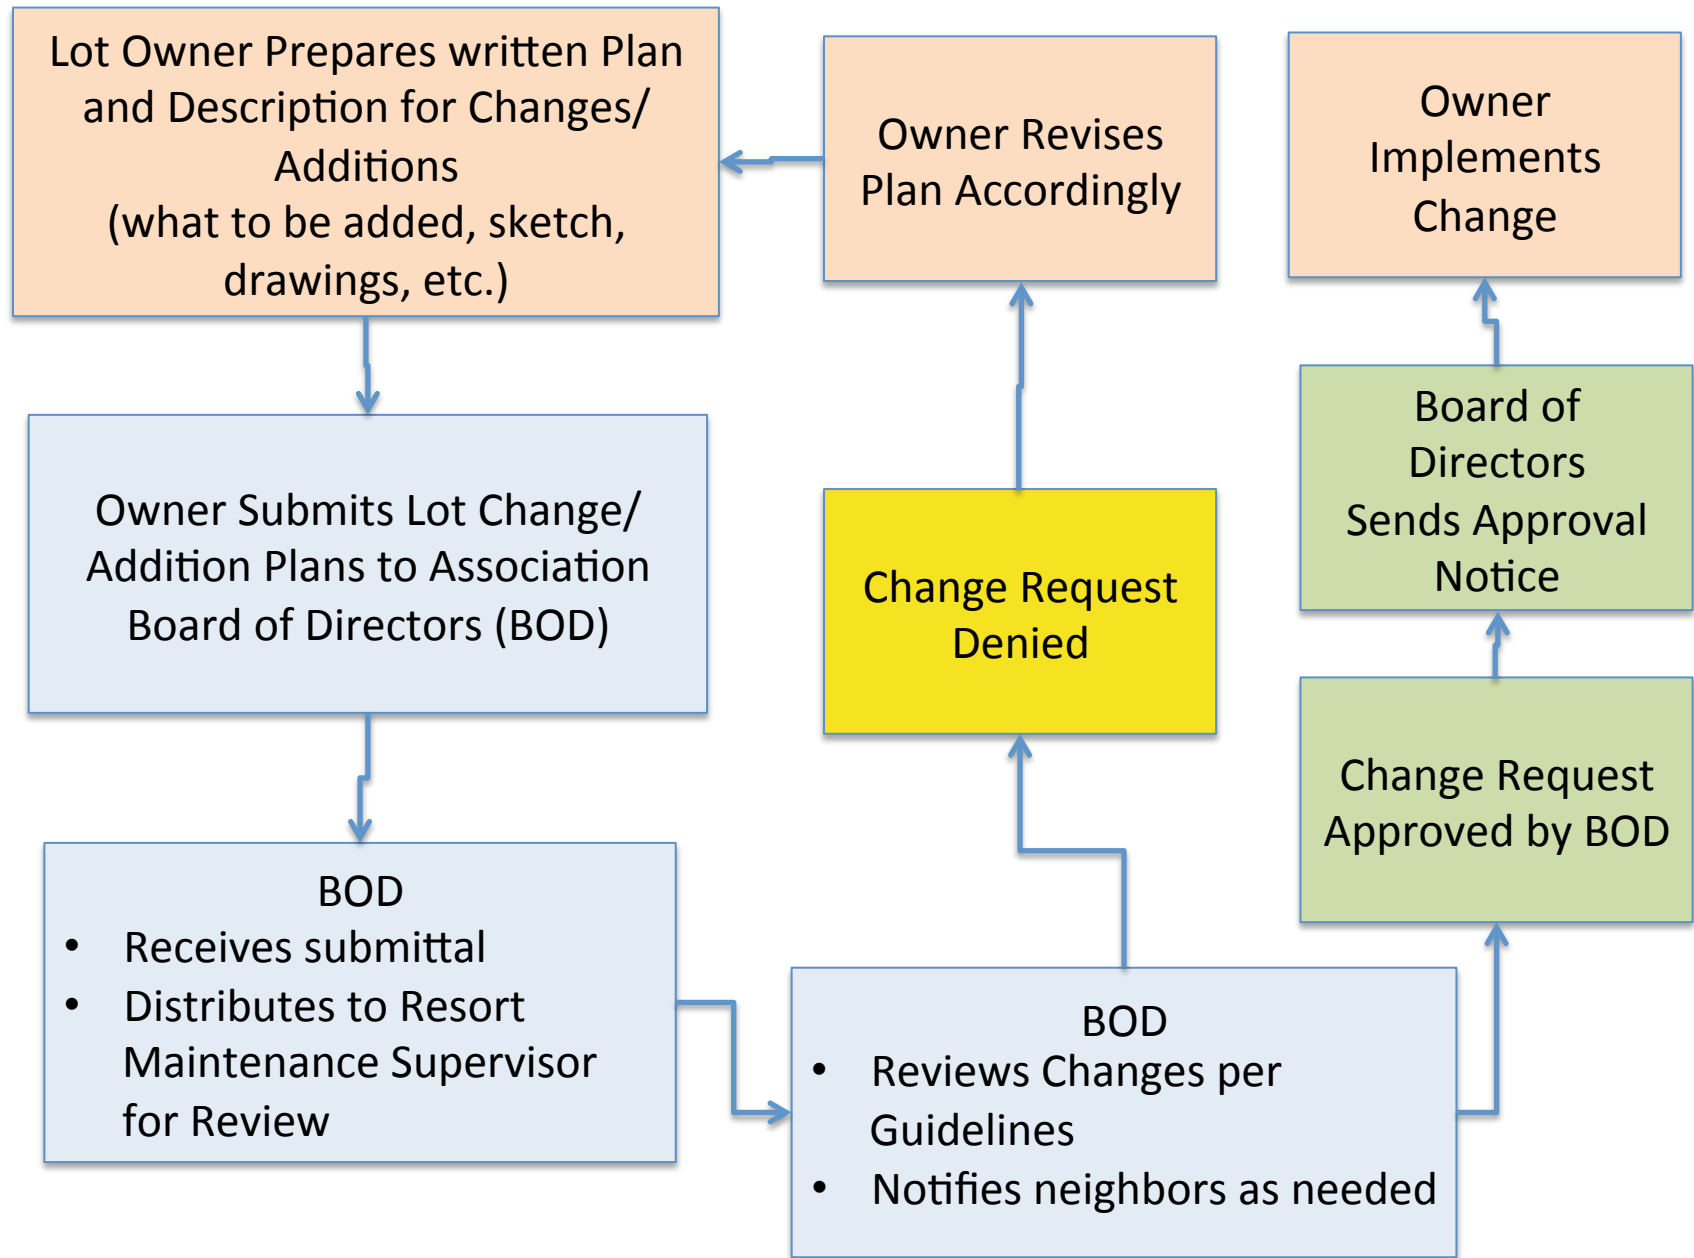 Lot Owner Prepares written Plan
and Description for Changes/
Additions
(what to be added, sketch,
drawings, etc.)
Owner Submits Lot Change/
Addition Plans to Association
Board of Directors (BOD)
BOD
• Receives submittal
• Distributes to Resort
Maintenance Supervisor
for Review
BOD
• Reviews Changes per
Guidelines
• Notifies neighbors as needed
Change Request
Denied
Owner Revises
Plan Accordingly
Change Request
Approved by BOD
Board of
Directors
Sends Approval
Notice
Owner
Implements
Change